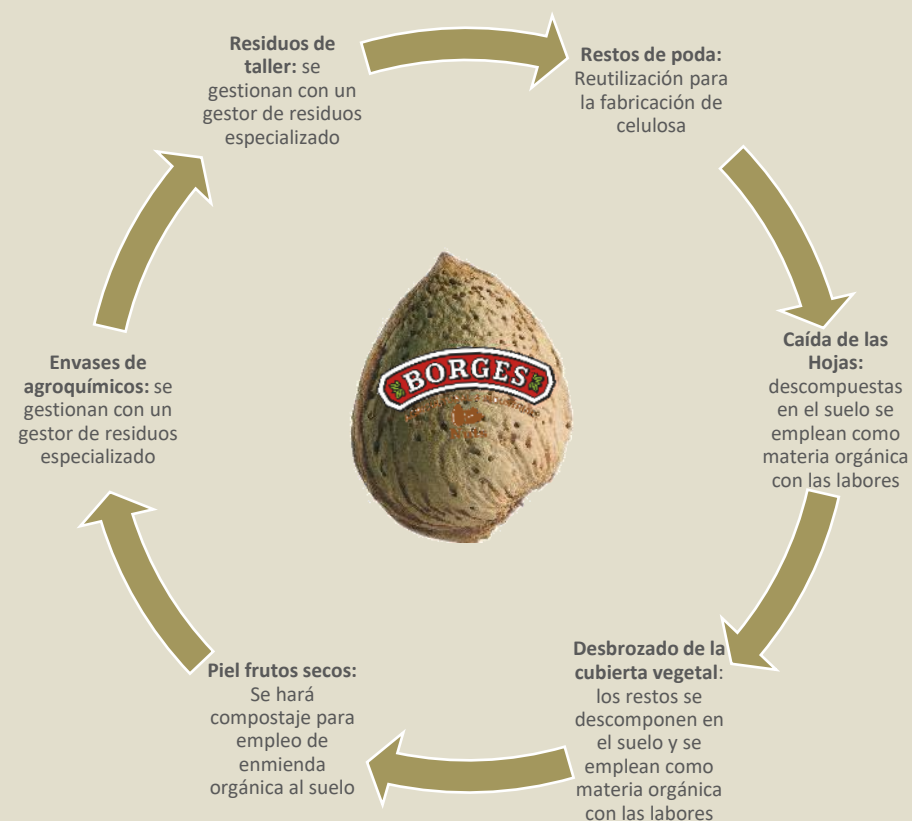 Residuos de
taller: se
gestionan con un
gestor de residuos
especializado
Restos de poda:
Reutilización para
la fabricación de
celulosa
Caída de las
Hojas:
descompuestas
en el suelo se
emplean como
materia orgánica
con las labores
Desbrozado de la
cubierta vegetal:
los restos se
descomponen en
el suelo y se
emplean como
materia orgánica
con las labores
Piel frutos secos:
Se hará
compostaje para
empleo de
enmienda
orgánica al suelo
Envases de
agroquímicos: se
gestionan con un
gestor de residuos
especializado
BORGES